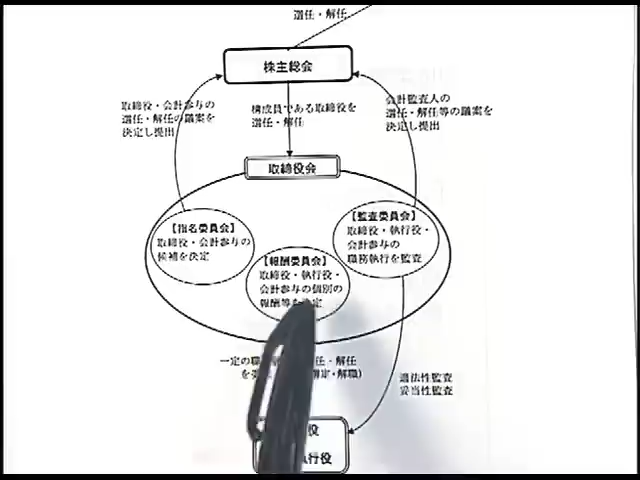 選任・解任
株主総会
取締役・会計参与の
選任・解任の議案を
決定し提出
構成員である取締役を
選任・解任
会計監査人の
選任・解任等の議案を
決定し提出
取締役会
【指名委員会】
取締役・会計参与の
候補を決定
【報酬委員会】
取締役・執行役・
会計参与の個別の
報酬等を決定
【監査委員会】
取締役・執行役・
会計参与の
職務執行を監査
一定の職
任・解任
を
定・解職)
適法性監査
妥当性監査
役
執行役